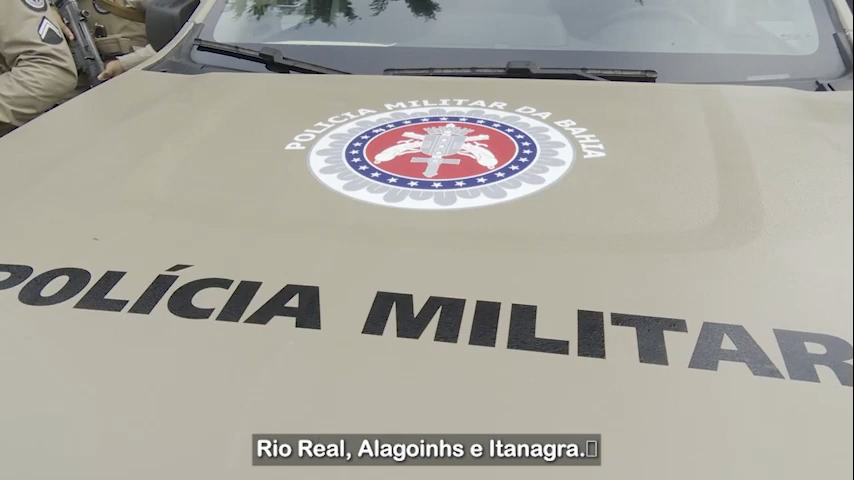 POLÍCIA MILITAR DA BAHIA
POLÍCIA MILITAR
Rio Real, Alagoinhs e Itanagra.